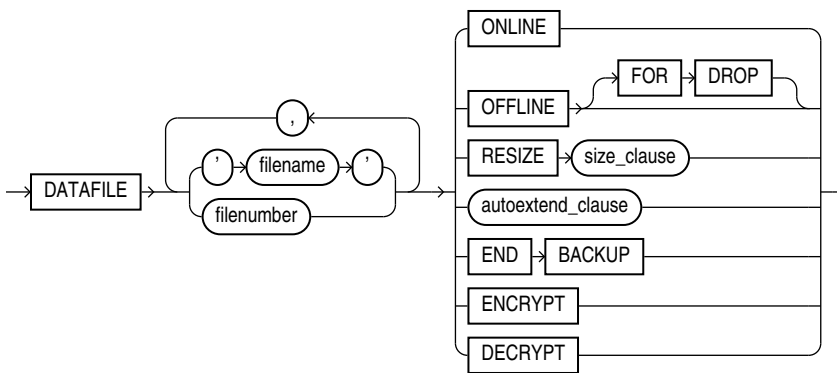 ONLINE
FOR DROP
OFFLINE
,
' filename '
RESIZE size_clause
DATAFILE
filenumber
autoextend_clause
END BACKUP
ENCRYPT
DECRYPT